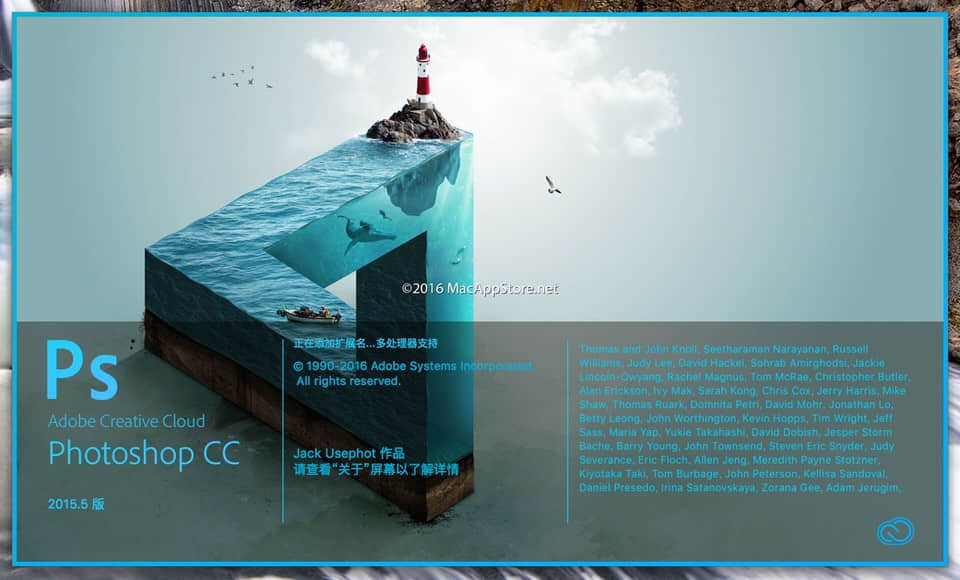 ©2016 MacAppStore.net
Ps
Adobe Creative Cloud
Photoshop CC
2015.5 版
正在添加扩展名...多处理器支持
© 1990-2016 Adobe Systems Incorporated.
All rights reserved.
Jack Usephot 作品
请查看“关于”屏幕以了解详情
Thomas and John Knoll, Seetharaman Narayanan, Russell
Williams, Judy Lee, David Hackel, Sohrab Amirghodsi, Jackie
Lincoln-Owyang, Rachel Magnus, Tom McRae, Christopher Butler,
Alan Erickson, Ivy Mak, Sarah Kong, Chris Cox, Jerry Harris, Mike
Shaw, Thomas Ruark, Domnita Petri, David Mohr, Jonathan Lo,
Betty Leong, John Worthington, Kevin Hopps, Tim Wright, Jeff
Sass, Maria Yap, Yukie Takahashi, David Dobish, Jesper Storm
Bache, Barry Young, John Townsend, Steven Eric Snyder, Judy
Severance, Eric Floch, Allen Jeng, Meredith Payne Stotzner,
Kiyotaka Taki, Tom Burbage, John Peterson, Kellisa Sandoval,
Daniel Presedo, Irina Satanovskaya, Zorana Gee, Adam Jerugim,